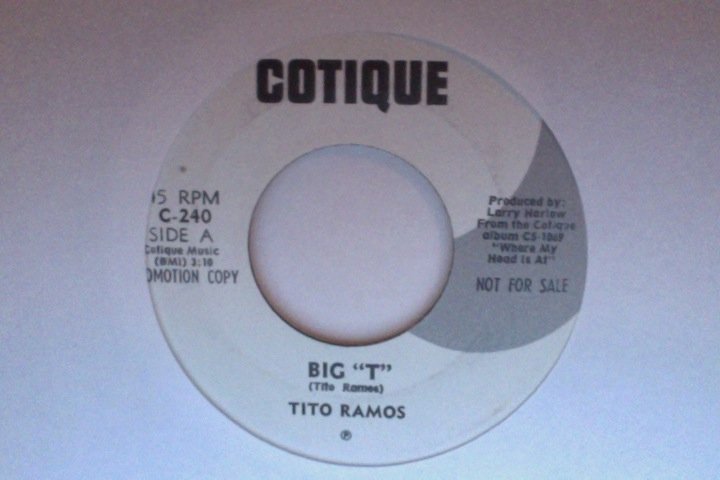 COTIQUE
45 RPM
C-240
SIDE A
Cotique Music
(BMI) 3:10
OMOTION COPY
Produced by:
Larry Harlow
From the Cotique
album CS-1069
"Where My
Head Is At"
NOT FOR SALE
BIG "T"
(Tito Ramos)
TITO RAMOS
℗